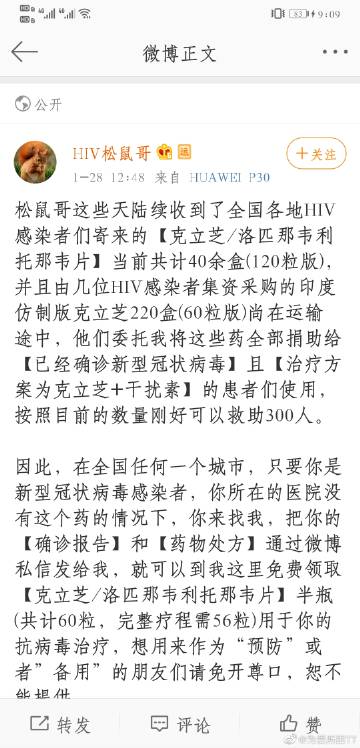 83 9:09
微博正文
公开
HIV松鼠哥
+关注
1-28 12:48 来自 HUAWEI P30
松鼠哥这些天陆续收到了全国各地HIV
感染者们寄来的【克立芝/洛匹那韦利
托那韦片】当前共计40余盒(120粒版),
并且由几位HIV感染者集资采购的印度
仿制版克立芝220盒(60粒版)尚在运输
途中，他们委托我将这些药全部捐助给
【已经确诊新型冠状病毒】且【治疗方
案为克立芝+干扰素】的患者们使用，
按照目前的数量刚好可以救助300人。
因此，在全国任何一个城市，只要你是
新型冠状病毒感染者，你所在的医院没
有这个药的情况下，你来找我，把你的
【确诊报告】和【药物处方】通过微博
私信发给我，就可以到我这里免费领取
【克立芝/洛匹那韦利托那韦片】半瓶
(共计60粒，完整疗程需56粒)用于你的
抗病毒治疗，想用来作为“预防”或
者”备用”的朋友们请免开尊口，恕不
能提供
转发 评论 赞